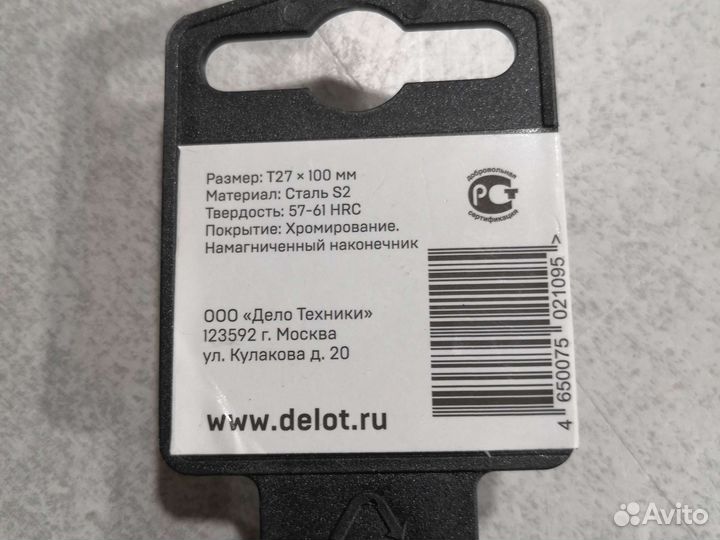 Размер: Т27 × 100 мм
Материал: Сталь S2
Твердость: 57-61 HRC
Покрытие: Хромирование.
Намагниченный наконечник
добровольная
РСТ
сертификация
ООО «Дело Техники»
123592 г. Москва
ул. Кулакова д. 20
www.delot.ru
4 650075 021095 >
Avito